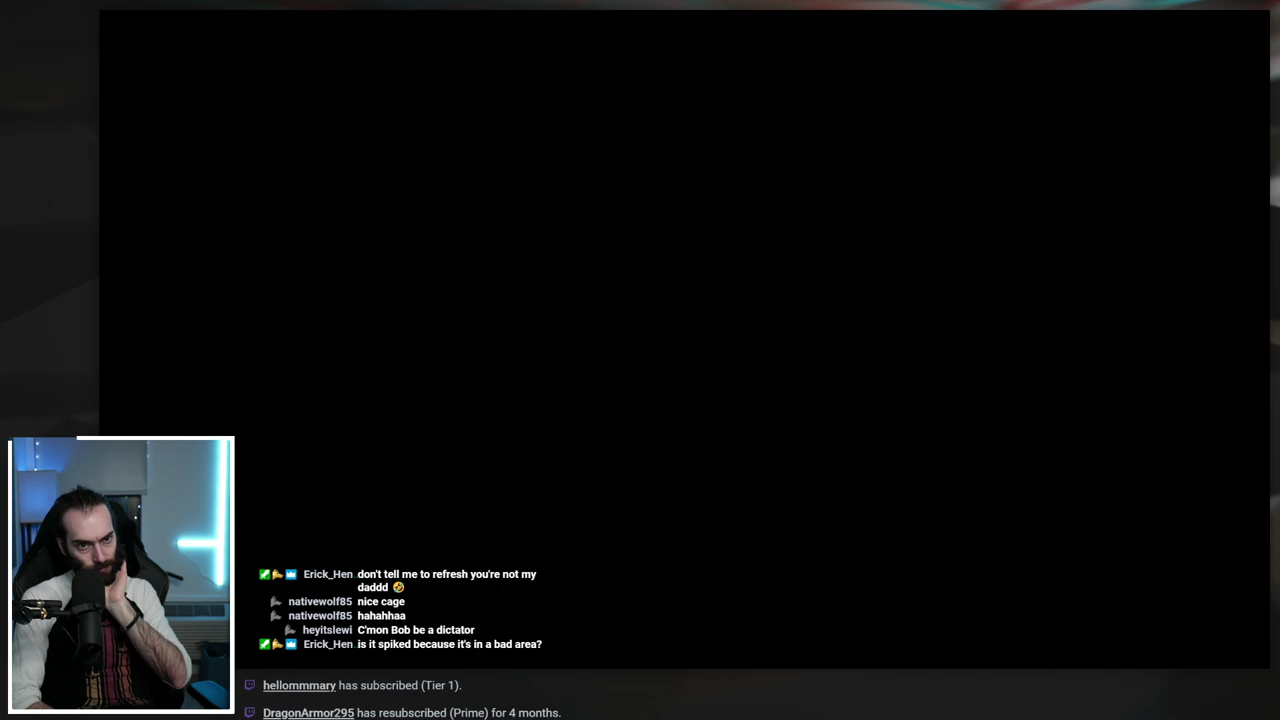 Erick_Hen don't tell me to refresh you're not my
daddd 🤣
nativewolf85 nice cage
nativewolf85 hahahhaa
heyitslewi C'mon Bob be a dictator
Erick_Hen is it spiked because it's in a bad area?
hellommmary has subscribed (Tier 1).
DragonArmor295 has resubscribed (Prime) for 4 months.